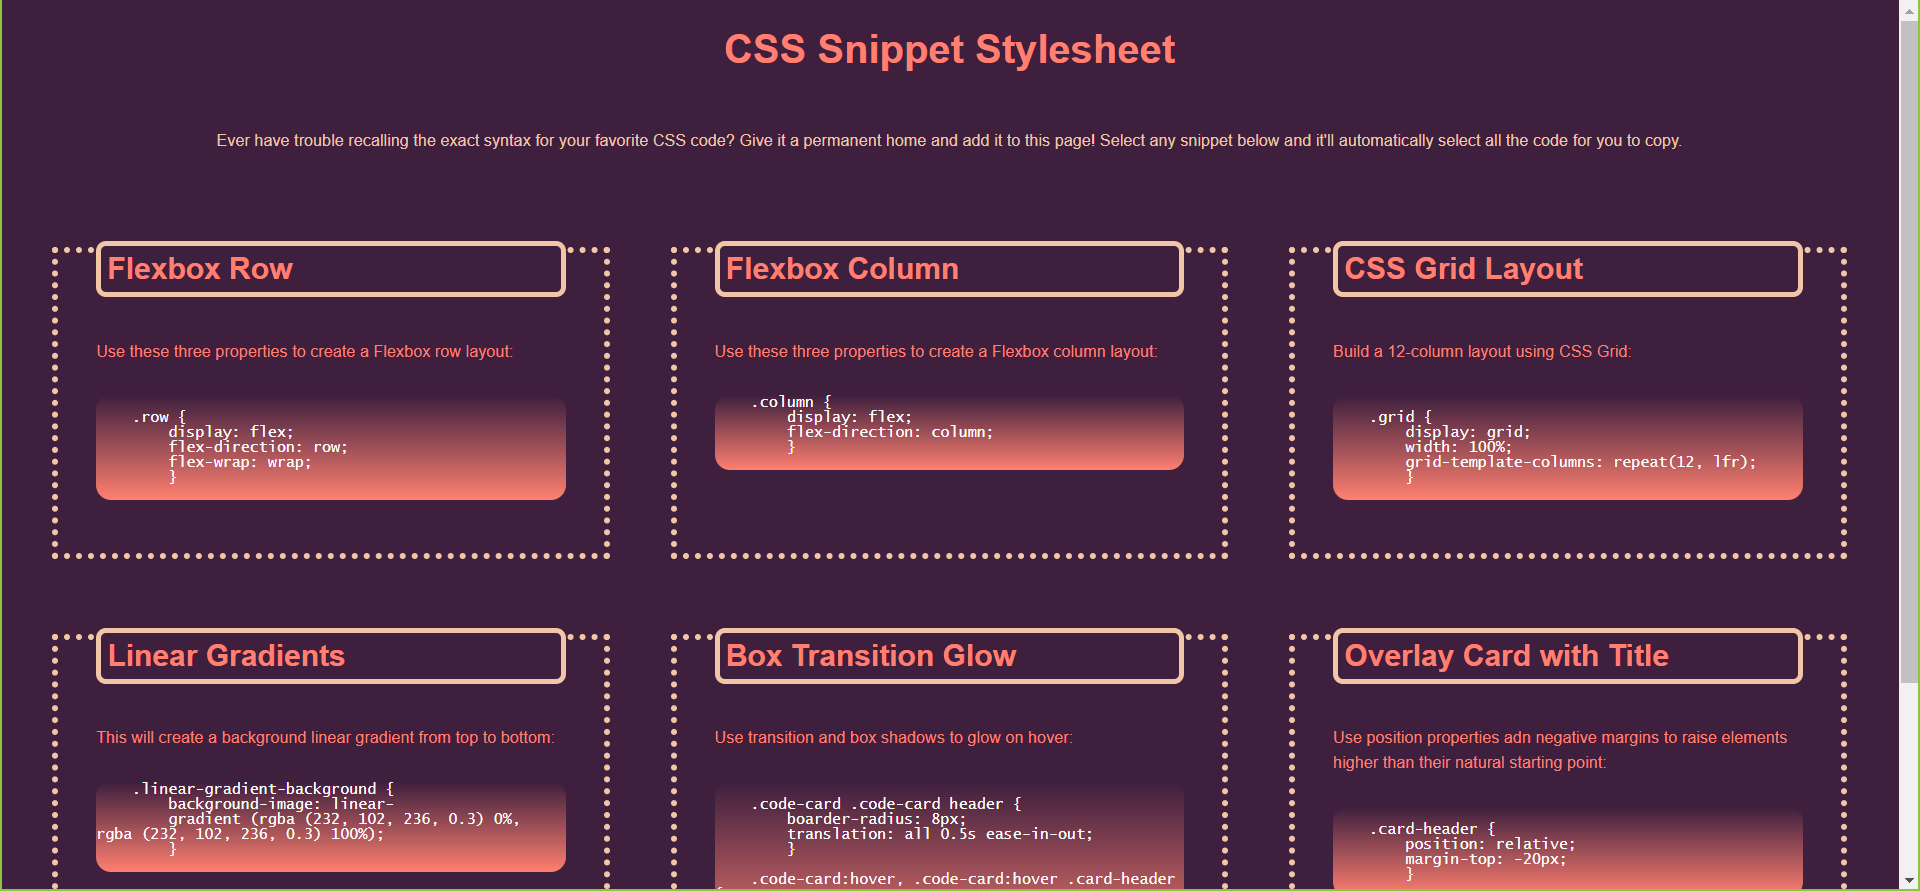 CSS Snippet Stylesheet
Ever have trouble recalling the exact syntax for your favorite CSS code? Give it a permanent home and add it to this page! Select any snippet below and it'll automatically select all the code for you to copy.
Flexbox Row
Use these three properties to create a Flexbox row layout:
.row {
display: flex;
flex-direction: row;
flex-wrap: wrap;
}
Flexbox Column
Use these three properties to create a Flexbox column layout:
.column {
display: flex;
flex-direction: column;
}
CSS Grid Layout
Build a 12-column layout using CSS Grid:
.grid {
display: grid;
width: 100%;
grid-template-columns: repeat(12, lfr);
}
Linear Gradients
This will create a background linear gradient from top to bottom:
.linear-gradient-background {
background-image: linear-
gradient (rgba (232, 102, 236, 0.3) 0%,
rgba (232, 102, 236, 0.3) 100%);
}
Box Transition Glow
Use transition and box shadows to glow on hover:
.code-card .code-card header {
boarder-radius: 8px;
translation: all 0.5s ease-in-out;
}
.code-card:hover, .code-card:hover .card-header
Overlay Card with Title
Use position properties adn negative margins to raise elements
higher than their natural starting point:
.card-header {
position: relative;
margin-top: -20px;
}